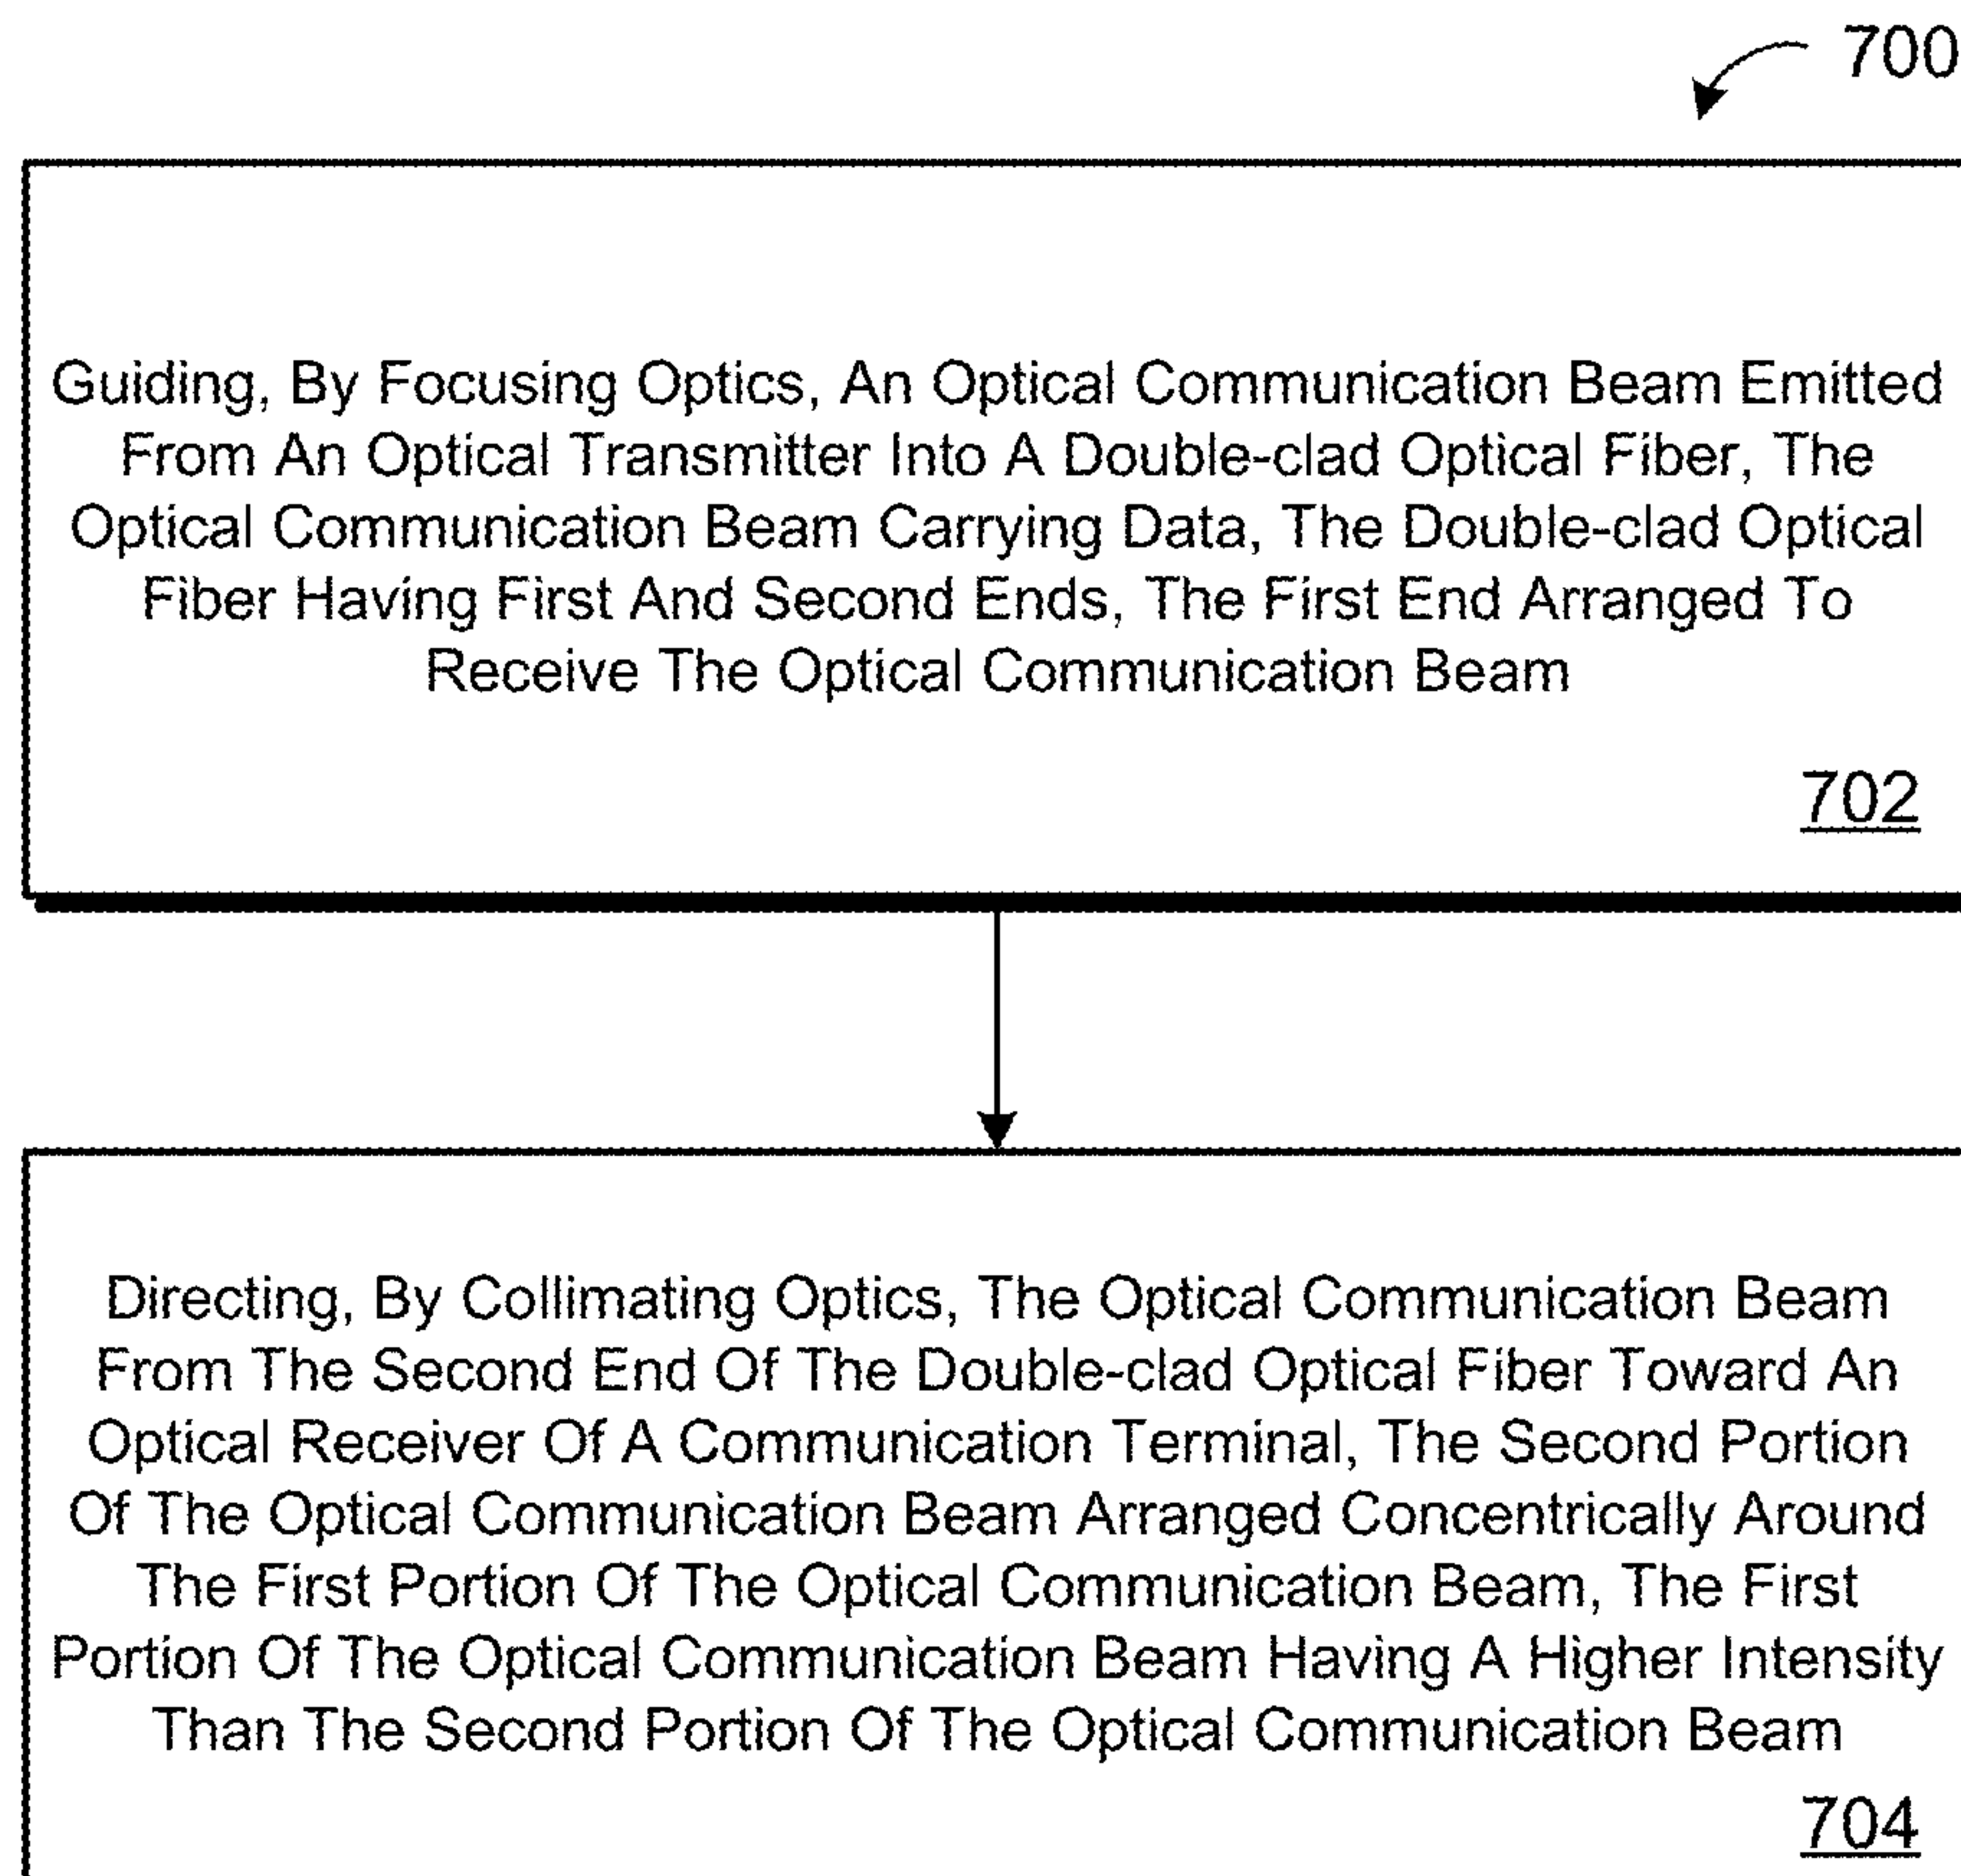 700
Guiding, By Focusing Optics, An Optical Communication Beam Emitted
From An Optical Transmitter Into A Double-clad Optical Fiber, The
Optical Communication Beam Carrying Data, The Double-clad Optical
Fiber Having First And Second Ends, The First End Arranged To
Receive The Optical Communication Beam
702
Directing, By Collimating Optics, The Optical Communication Beam
From The Second End Of The Double-clad Optical Fiber Toward An
Optical Receiver Of A Communication Terminal, The Second Portion
Of The Optical Communication Beam Arranged Concentrically Around
The First Portion Of The Optical Communication Beam, The First
Portion Of The Optical Communication Beam Having A Higher Intensity
Than The Second Portion Of The Optical Communication Beam
704